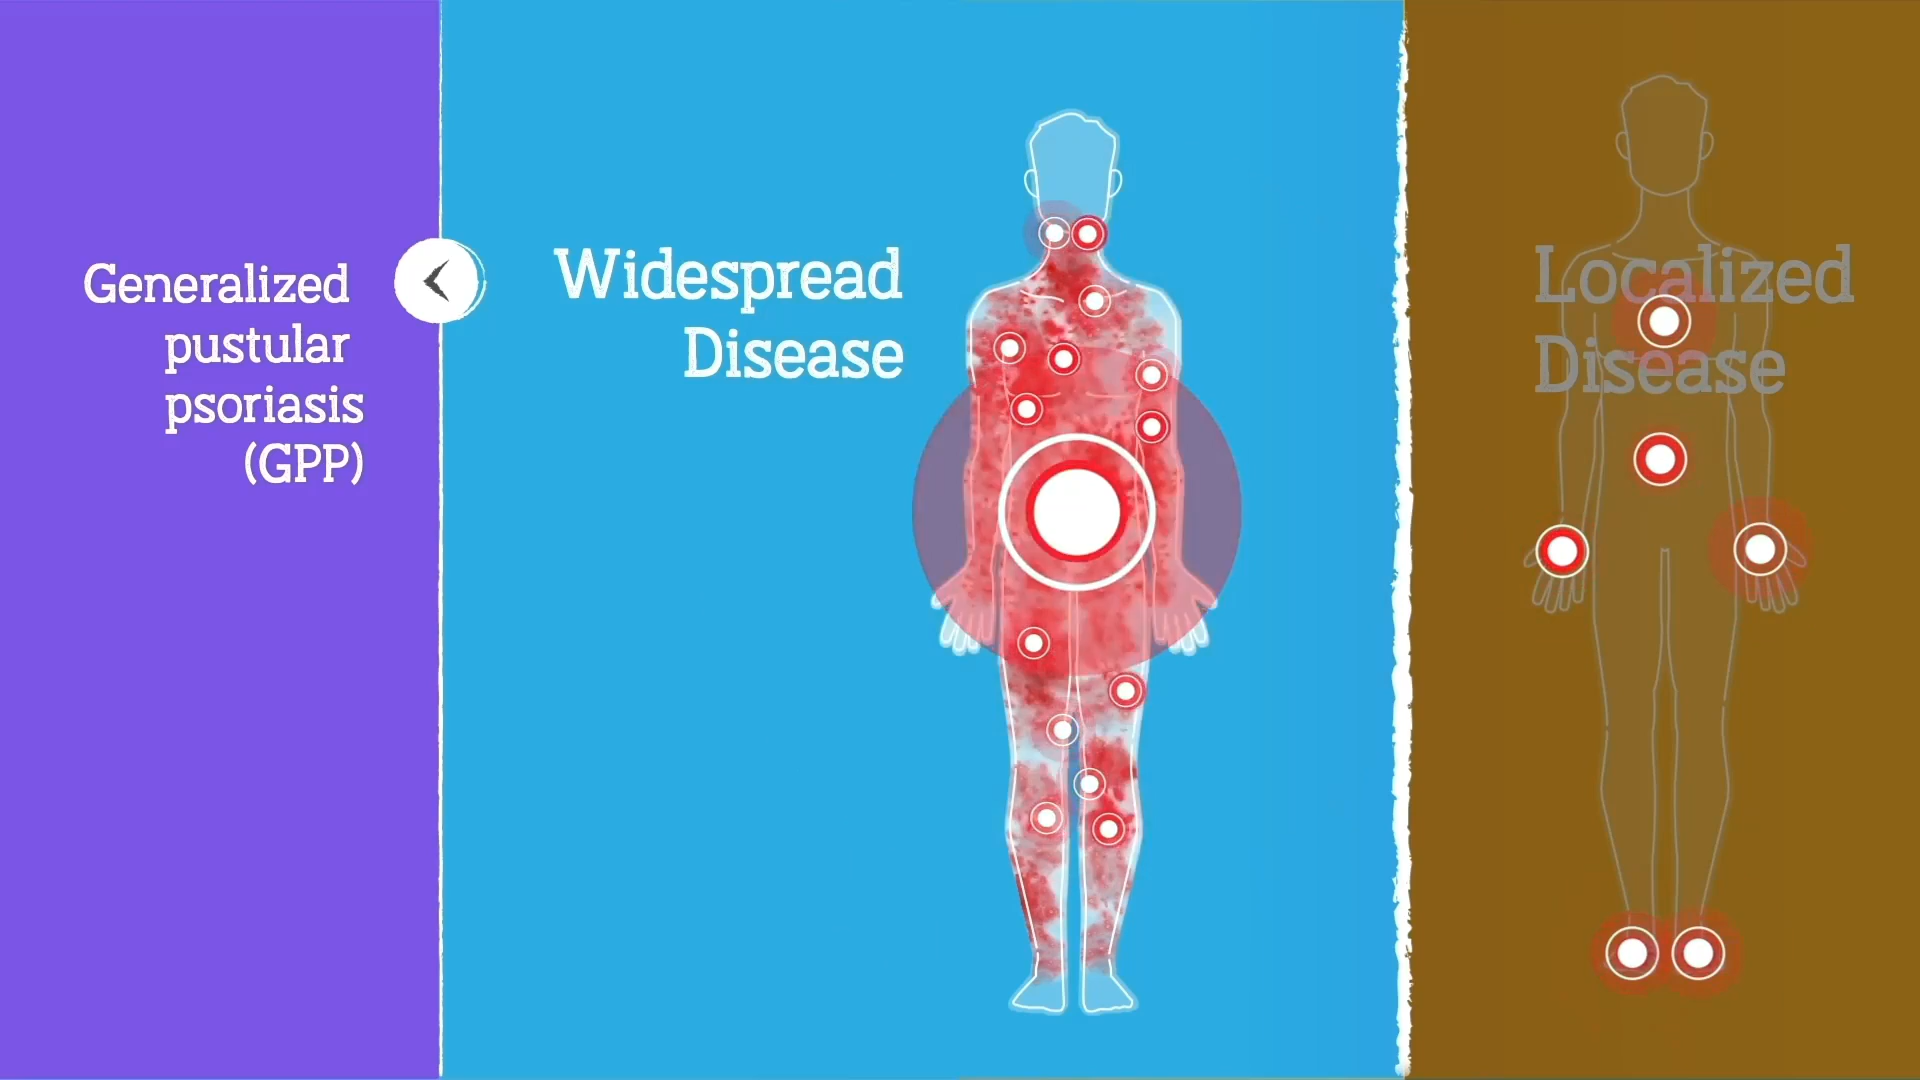 Generalized
pustular
psoriasis
(GPP)
Widespread
Disease
Localized
Disease